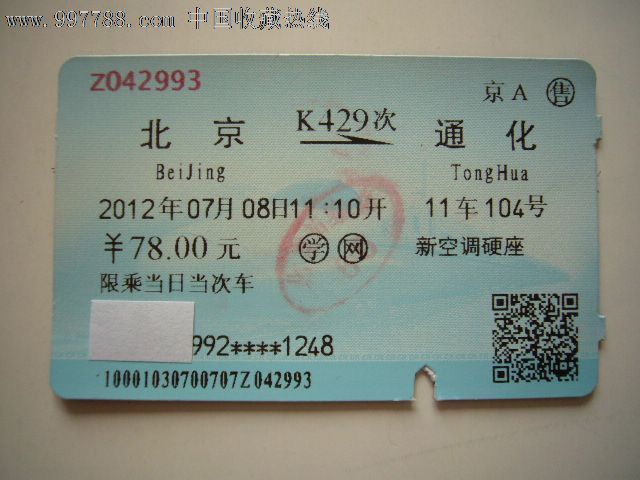 www.997788.com 中国收藏热线
Z042993
京A 售
北京 K429次 通化
BeiJing TongHua
2012年07月08日11:10开 11车104号
¥78.00元 学 网 新空调硬座
限乘当日当次车
992****1248
10001030700707Z042993